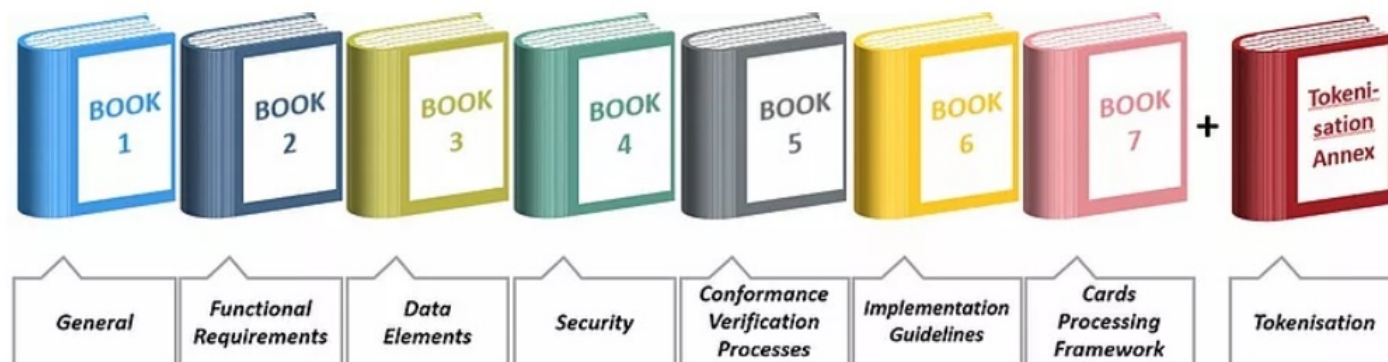 BOOK
1
BOOK
2
BOOK
3
BOOK
4
BOOK
5
BOOK
6
BOOK
7
+
Tokeni-
sation
Annex
General
Functional
Requirements
Data
Elements
Security
Conformance
Verification
Processes
Implementation
Guidelines
Cards
Processing
Framework
Tokenisation